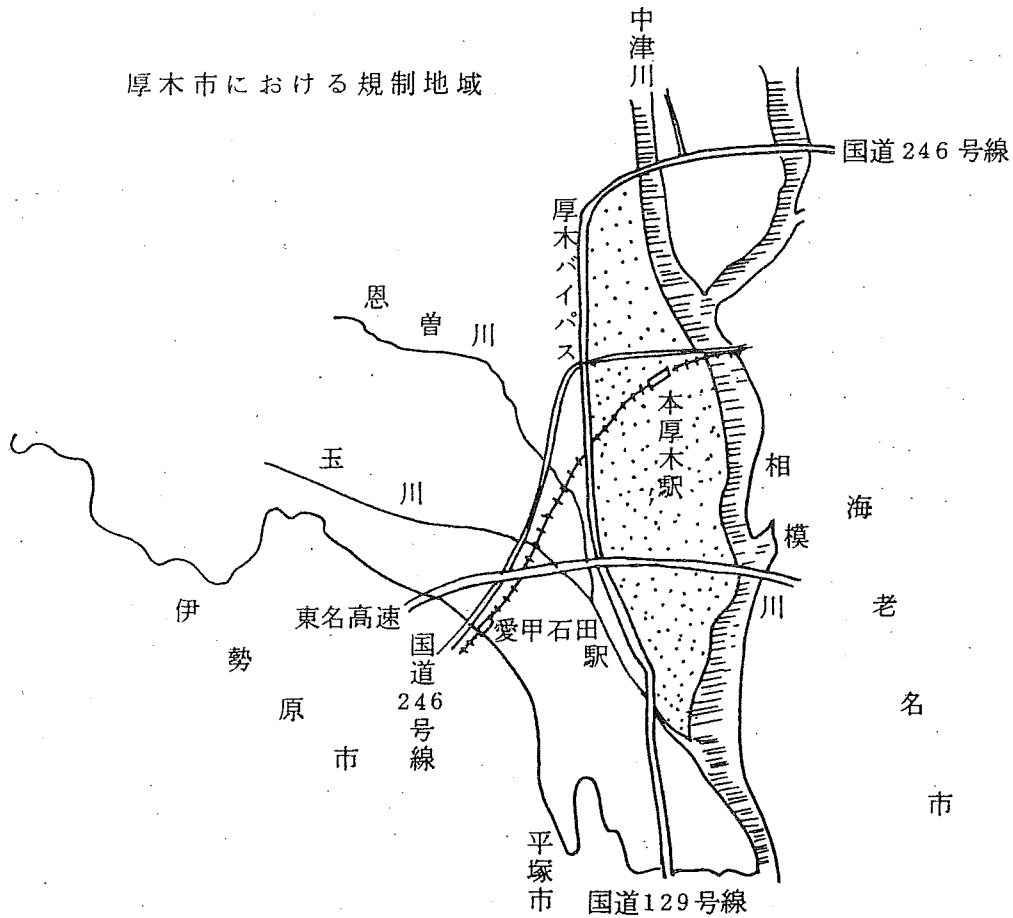 厚木市における規制地域
中津川
国道246号線
厚木バイパス
恩曽川
本厚木駅
玉川
相模川
海老名市
東名高速
愛甲石田駅
国道246号線
伊勢原市
平塚市
国道129号線